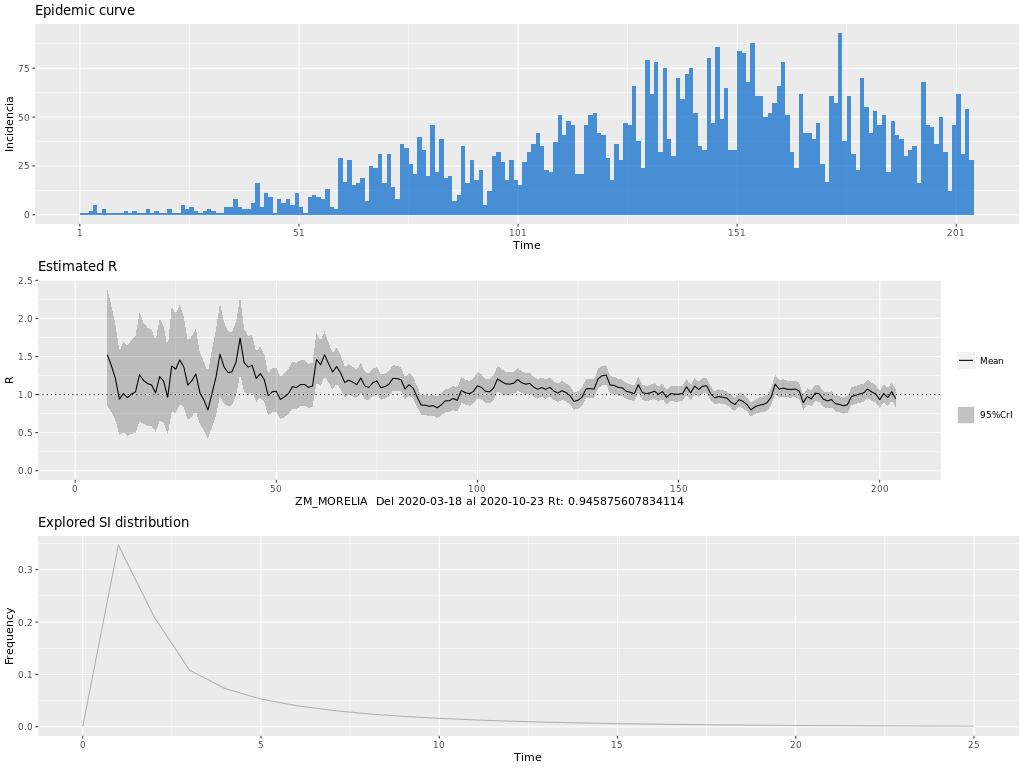 Epidemic curve
75
50
25
0
Incidencia
1 51 101 151 201
Time
Estimated R
2.5
2.0
1.5
1.0
0.5
0.0
R
Mean
95%CrI
0 50 100 150 200
ZM_MORELIA Del 2020-03-18 al 2020-10-23 Rt: 0.945875607834114
Explored SI distribution
0.3
0.2
0.1
0.0
Frequency
0 5 10 15 20 25
Time